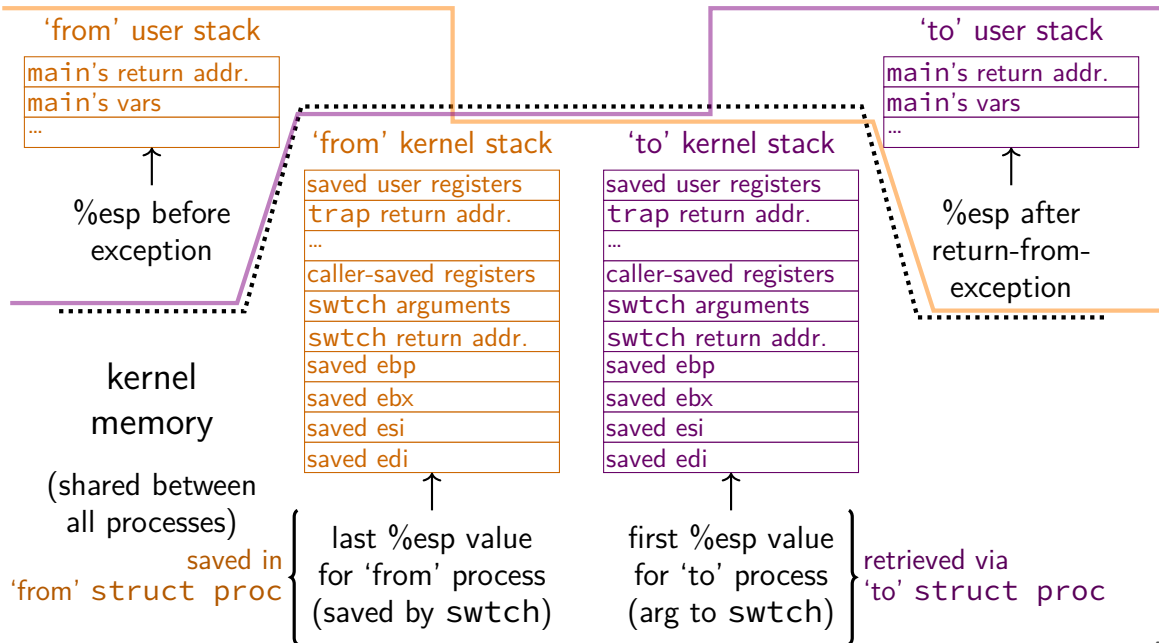 ‘from’ user stack
main's return addr.
main's vars
...
%esp before
exception
‘to’ user stack
main's return addr.
main's vars
...
%esp after
return-from-
exception
‘from’ kernel stack
saved user registers
trap return addr.
...
caller-saved registers
swtch arguments
swtch return addr.
saved ebp
saved ebx
saved esi
saved edi
‘to’ kernel stack
saved user registers
trap return addr.
...
caller-saved registers
swtch arguments
swtch return addr.
saved ebp
saved ebx
saved esi
saved edi
kernel
memory
(shared between
all processes)
saved in
‘from’ struct proc
last %esp value
for ‘from’ process
(saved by swtch)
first %esp value
for ‘to’ process
(arg to swtch)
retrieved via
‘to’ struct proc